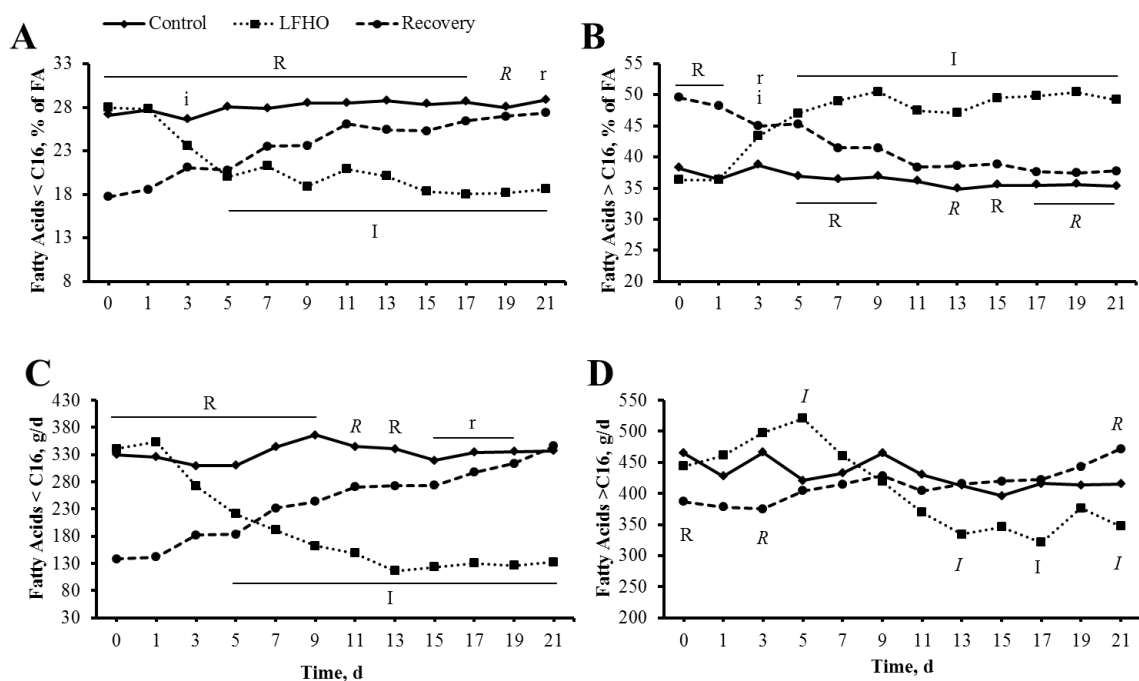 Control LFHO Recovery
A
Fatty Acids < C16, % of FA
33
28
23
18
13
8
R
R
r
i
I
0 1 3 5 7 9 11 13 15 17 19 21
B
Fatty Acids > C16, % of FA
55
50
45
40
35
30
25
20
R
r
i
I
R
R
R
R
0 1 3 5 7 9 11 13 15 17 19 21
C
Fatty Acids < C16, g/d
430
380
330
280
230
180
130
80
30
R
R
R
r
I
0 1 3 5 7 9 11 13 15 17 19 21
Time, d
D
Fatty Acids >C16, g/d
550
500
450
400
350
300
250
200
I
R
R
R
I
I
I
0 1 3 5 7 9 11 13 15 17 19 21
Time, d